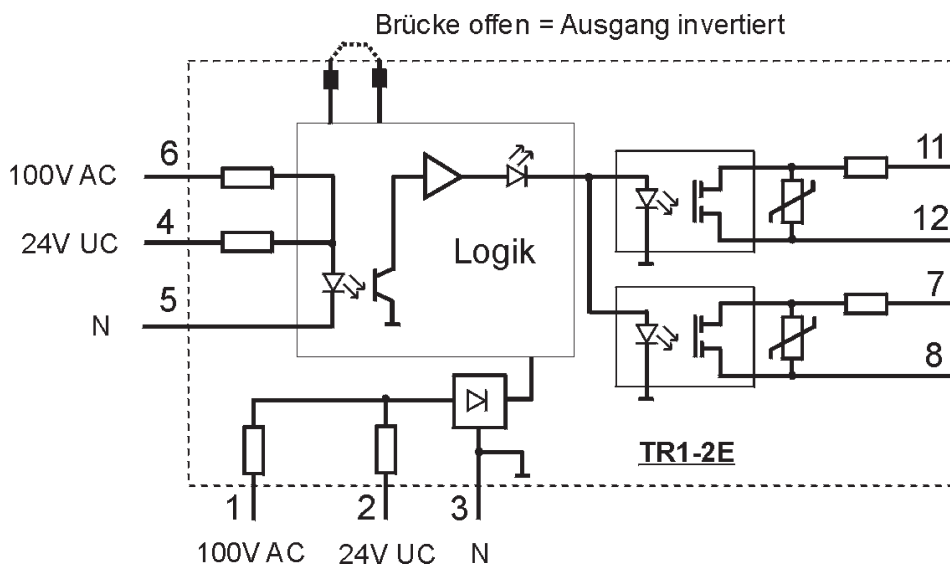 Brücke offen = Ausgang invertiert
6
100V AC
4
24V UC
5
N
Logik
11
12
7
8
TR1-2E
1
2
3
100V AC
24V UC
N